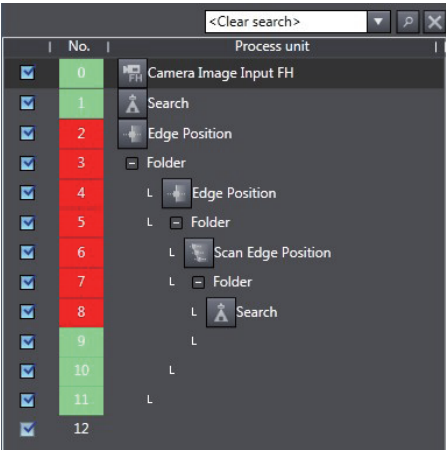 <Clear search>
No. Process unit
0 FH Camera Image Input FH
1 Search
2 Edge Position
3 Folder
4 L Edge Position
5 L Folder
6 L Scan Edge Position
7 L Folder
8 L Search
9 L
10 L
11 L
12